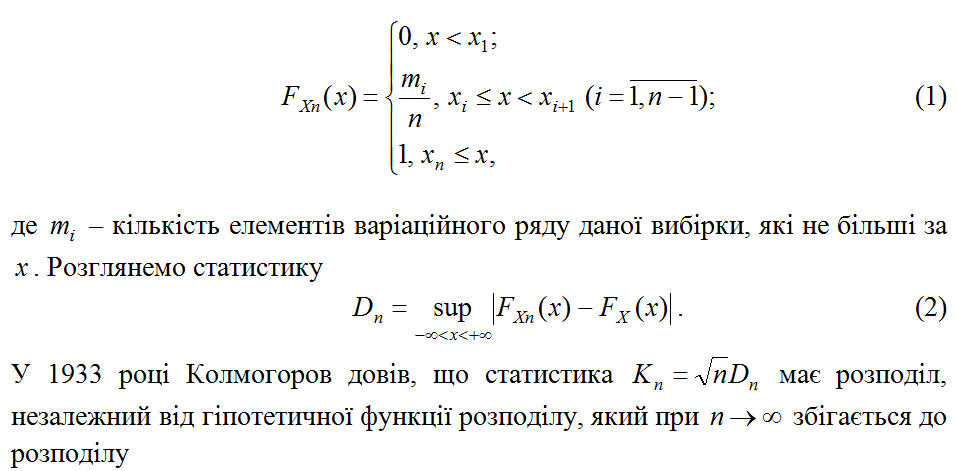 F_{Xn}(x) = { 0, x < x_1;
m_i/n, x_i ≤ x < x_{i+1} (i = \overline{1, n − 1}); (1)
1, x_n ≤ x,
де m_i – кількість елементів варіаційного ряду даної вибірки, які не більші за
x. Розглянемо статистику
D_n = sup_{−∞<x<+∞} |F_{Xn}(x) − F_X(x)|. (2)
У 1933 році Колмогоров довів, що статистика K_n = √n D_n має розподіл,
незалежний від гіпотетичної функції розподілу, який при n → ∞ збігається до
розподілу